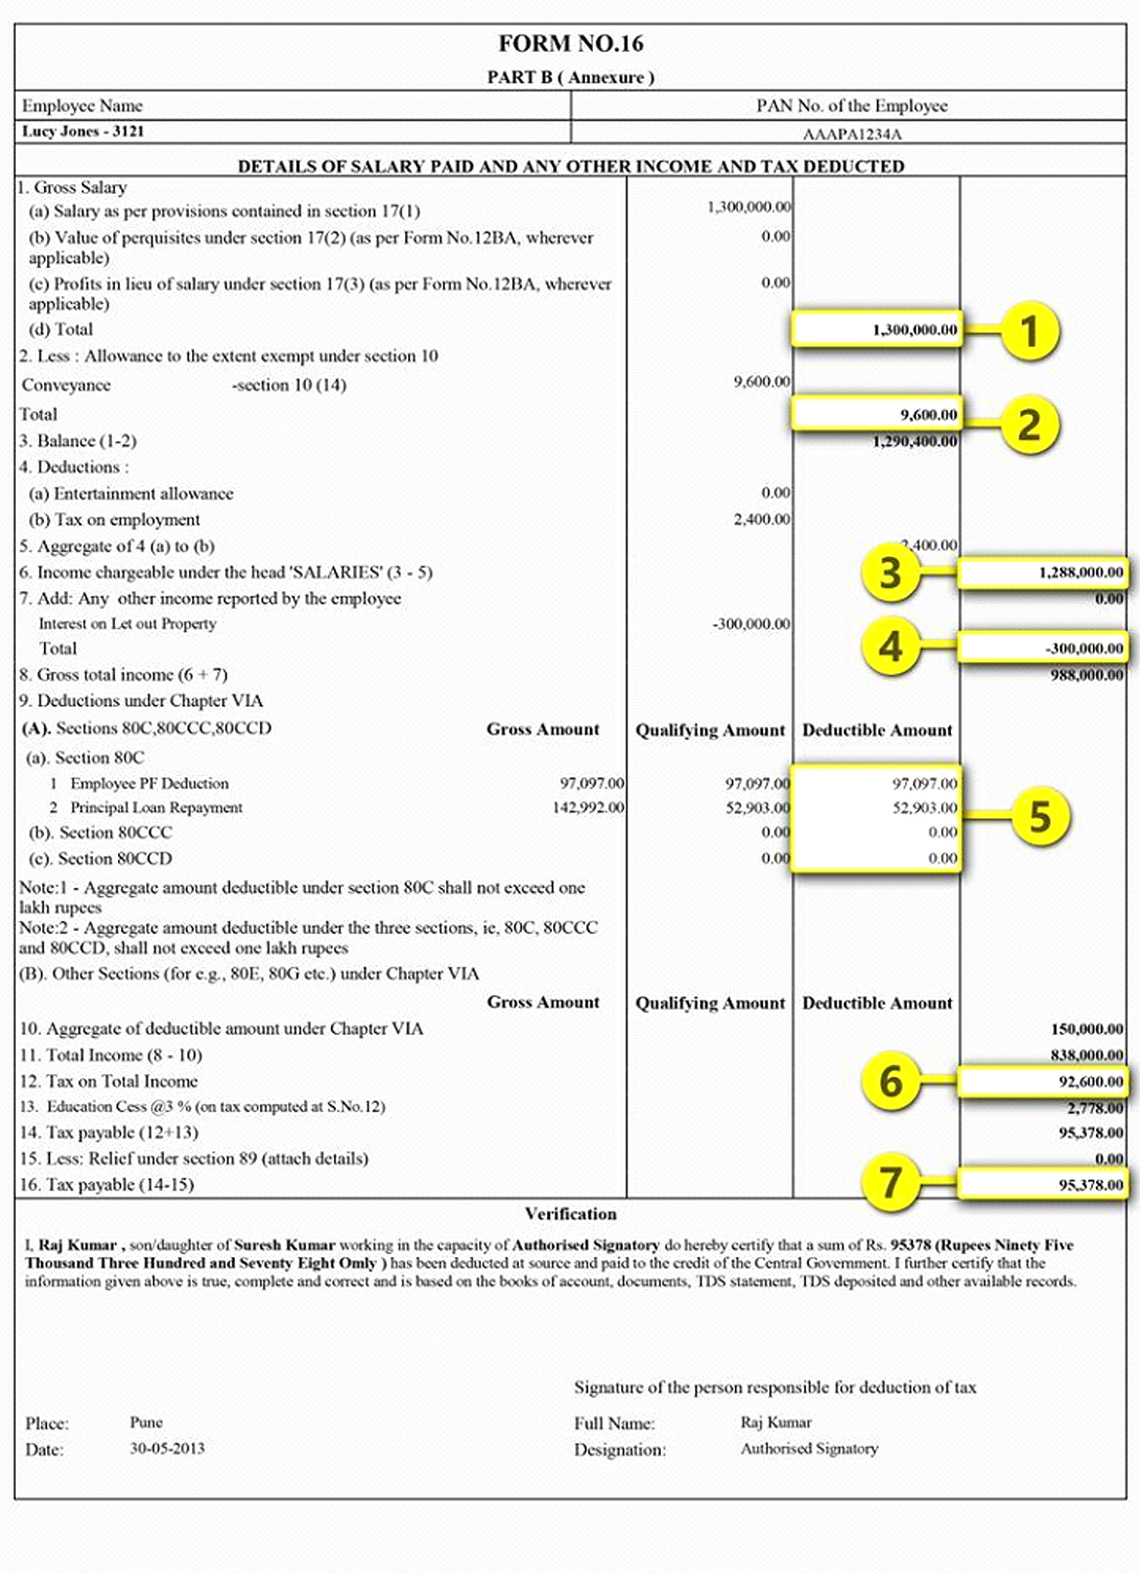 FORM NO.16
PART B ( Annexure )
Employee Name PAN No. of the Employee
Lucy Jones - 3121 AAAPA1234A
DETAILS OF SALARY PAID AND ANY OTHER INCOME AND TAX DEDUCTED
1. Gross Salary
(a) Salary as per provisions contained in section 17(1) 1,300,000.00
(b) Value of perquisites under section 17(2) (as per Form No.12BA, wherever 0.00
applicable)
(c) Profits in lieu of salary under section 17(3) (as per Form No.12BA, wherever 0.00
applicable)
(d) Total 1,300,000.00 1
2. Less : Allowance to the extent exempt under section 10
Conveyance -section 10 (14) 9,600.00
Total 9,600.00 2
3. Balance (1-2) 1,290,400.00
4. Deductions :
(a) Entertainment allowance 0.00
(b) Tax on employment 2,400.00
5. Aggregate of 4 (a) to (b) 2,400.00
6. Income chargeable under the head 'SALARIES' (3 - 5) 3 1,288,000.00
7. Add: Any other income reported by the employee 0.00
Interest on Let out Property -300,000.00
Total 4 -300,000.00
8. Gross total income (6 + 7) 988,000.00
9. Deductions under Chapter VIA
(A). Sections 80C,80CCC,80CCD Gross Amount Qualifying Amount Deductible Amount
(a). Section 80C
1 Employee PF Deduction 97,097.00 97,097.00 97,097.00
2 Principal Loan Repayment 142,992.00 52,903.00 52,903.00 5
(b). Section 80CCC 0.00 0.00
(c). Section 80CCD 0.00 0.00
Note:1 - Aggregate amount deductible under section 80C shall not exceed one
lakh rupees
Note:2 - Aggregate amount deductible under the three sections, ie, 80C, 80CCC
and 80CCD, shall not exceed one lakh rupees
(B). Other Sections (for e.g., 80E, 80G etc.) under Chapter VIA
Gross Amount Qualifying Amount Deductible Amount
10. Aggregate of deductible amount under Chapter VIA 150,000.00
11. Total Income (8 - 10) 838,000.00
12. Tax on Total Income 6 92,600.00
13. Education Cess @3 % (on tax computed at S.No.12) 2,778.00
14. Tax payable (12+13) 95,378.00
15. Less: Relief under section 89 (attach details) 0.00
16. Tax payable (14-15) 7 95,378.00
Verification
I, Raj Kumar , son/daughter of Suresh Kumar working in the capacity of Authorised Signatory do hereby certify that a sum of Rs. 95378 (Rupees Ninety Five
Thousand Three Hundred and Seventy Eight Omly ) has been deducted at source and paid to the credit of the Central Government. I further certify that the
information given above is true, complete and correct and is based on the books of account, documents, TDS statement, TDS deposited and other available records.
Signature of the person responsible for deduction of tax
Place: Pune Full Name: Raj Kumar
Date: 30-05-2013 Designation: Authorised Signatory